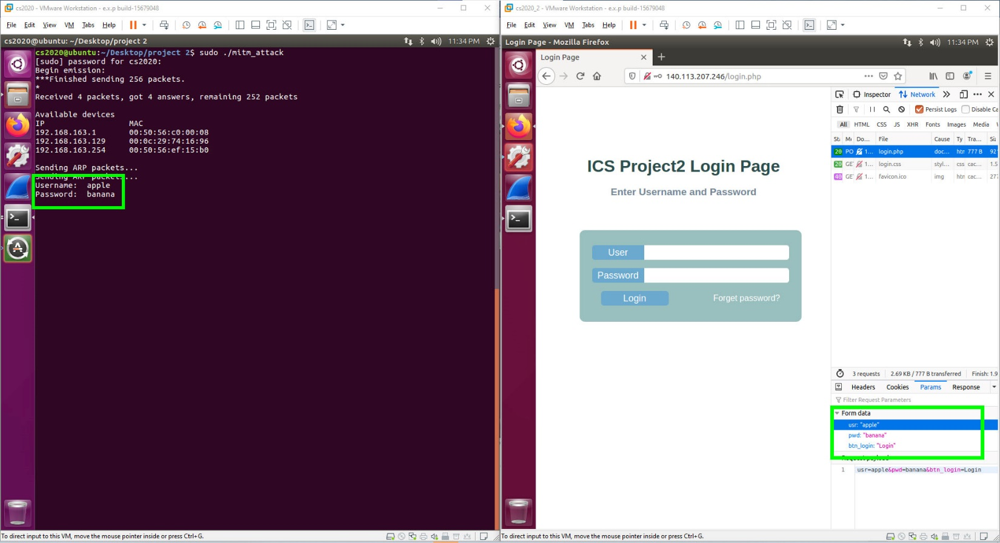 cs2020 - VMware Workstation - e.x.p build-15679048
File Edit View VM Tabs Help
cs2020@ubuntu: ~/Desktop/project 2
11:34 PM
cs2020@ubuntu:~/Desktop/project 2$ sudo ./mitm_attack
[sudo] password for cs2020:
Begin emission:
***Finished sending 256 packets.
*
Received 4 packets, got 4 answers, remaining 252 packets
Available devices
IP MAC
192.168.163.1 00:50:56:c0:00:08
192.168.163.129 00:0c:29:74:16:96
192.168.163.254 00:50:56:ef:15:b0
Sending ARP packets...
Sending ARP packets...
Username: apple
Password: banana
To direct input to this VM, move the mouse pointer inside or press Ctrl+G.
cs2020_2 - VMware Workstation - e.x.p build-15679048
File Edit View VM Tabs Help
Login Page - Mozilla Firefox
11:34 PM
Login Page
140.113.207.246/login.php
ICS Project2 Login Page
Enter Username and Password
User
Password
Login Forget password?
Inspector Network
Persist Logs Disable Ca
All HTML CSS JS XHR Fonts Images Media
St Me Do... File Cause Ty Tra... Siz
20 PO 1... login.php doc... htm 777 B 921
20 GE 1... login.css styl... css cac... 1.5
40 GE 1... favicon.ico img htm cac... 277
3 requests 2.69 KB / 777 B transferred Finish: 1.9
Headers Cookies Params Response
Filter Request Parameters
Form data
usr: "apple"
pwd: "banana"
btn_login: "Login"
Request payload
1 usr=apple&pwd=banana&btn_login=Login
To direct input to this VM, move the mouse pointer inside or press Ctrl+G.